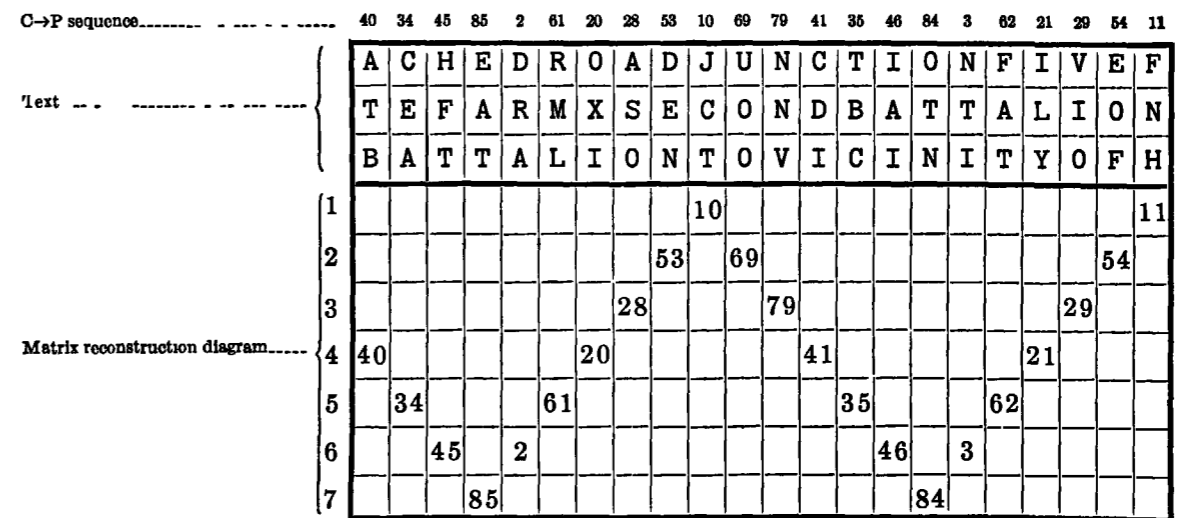 C→P sequence 40 34 45 85 2 61 20 28 53 10 69 79 41 35 46 84 3 62 21 29 54 11
A C H E D R O A D J U N C T I O N F I V E F
Text T E F A R M X S E C O N D B A T T A L I O N
B A T T A L I O N T O V I C I N I T Y O F H
1 10 11
2 53 69 54
3 28 79 29
Matrix reconstruction diagram 4 40 20 41 21
5 34 61 35 62
6 45 2 46 3
7 85 84